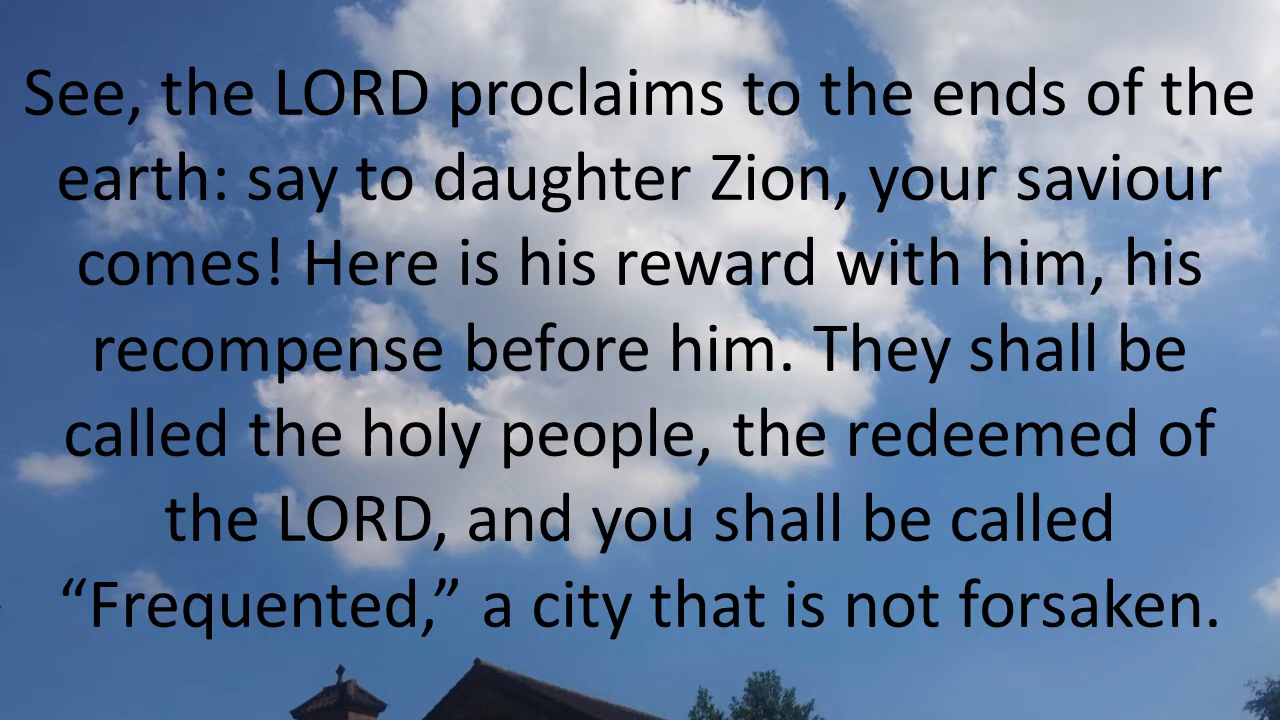 See, the LORD proclaims to the ends of the
earth: say to daughter Zion, your saviour
comes! Here is his reward with him, his
recompense before him. They shall be
called the holy people, the redeemed of
the LORD, and you shall be called
“Frequented,” a city that is not forsaken.